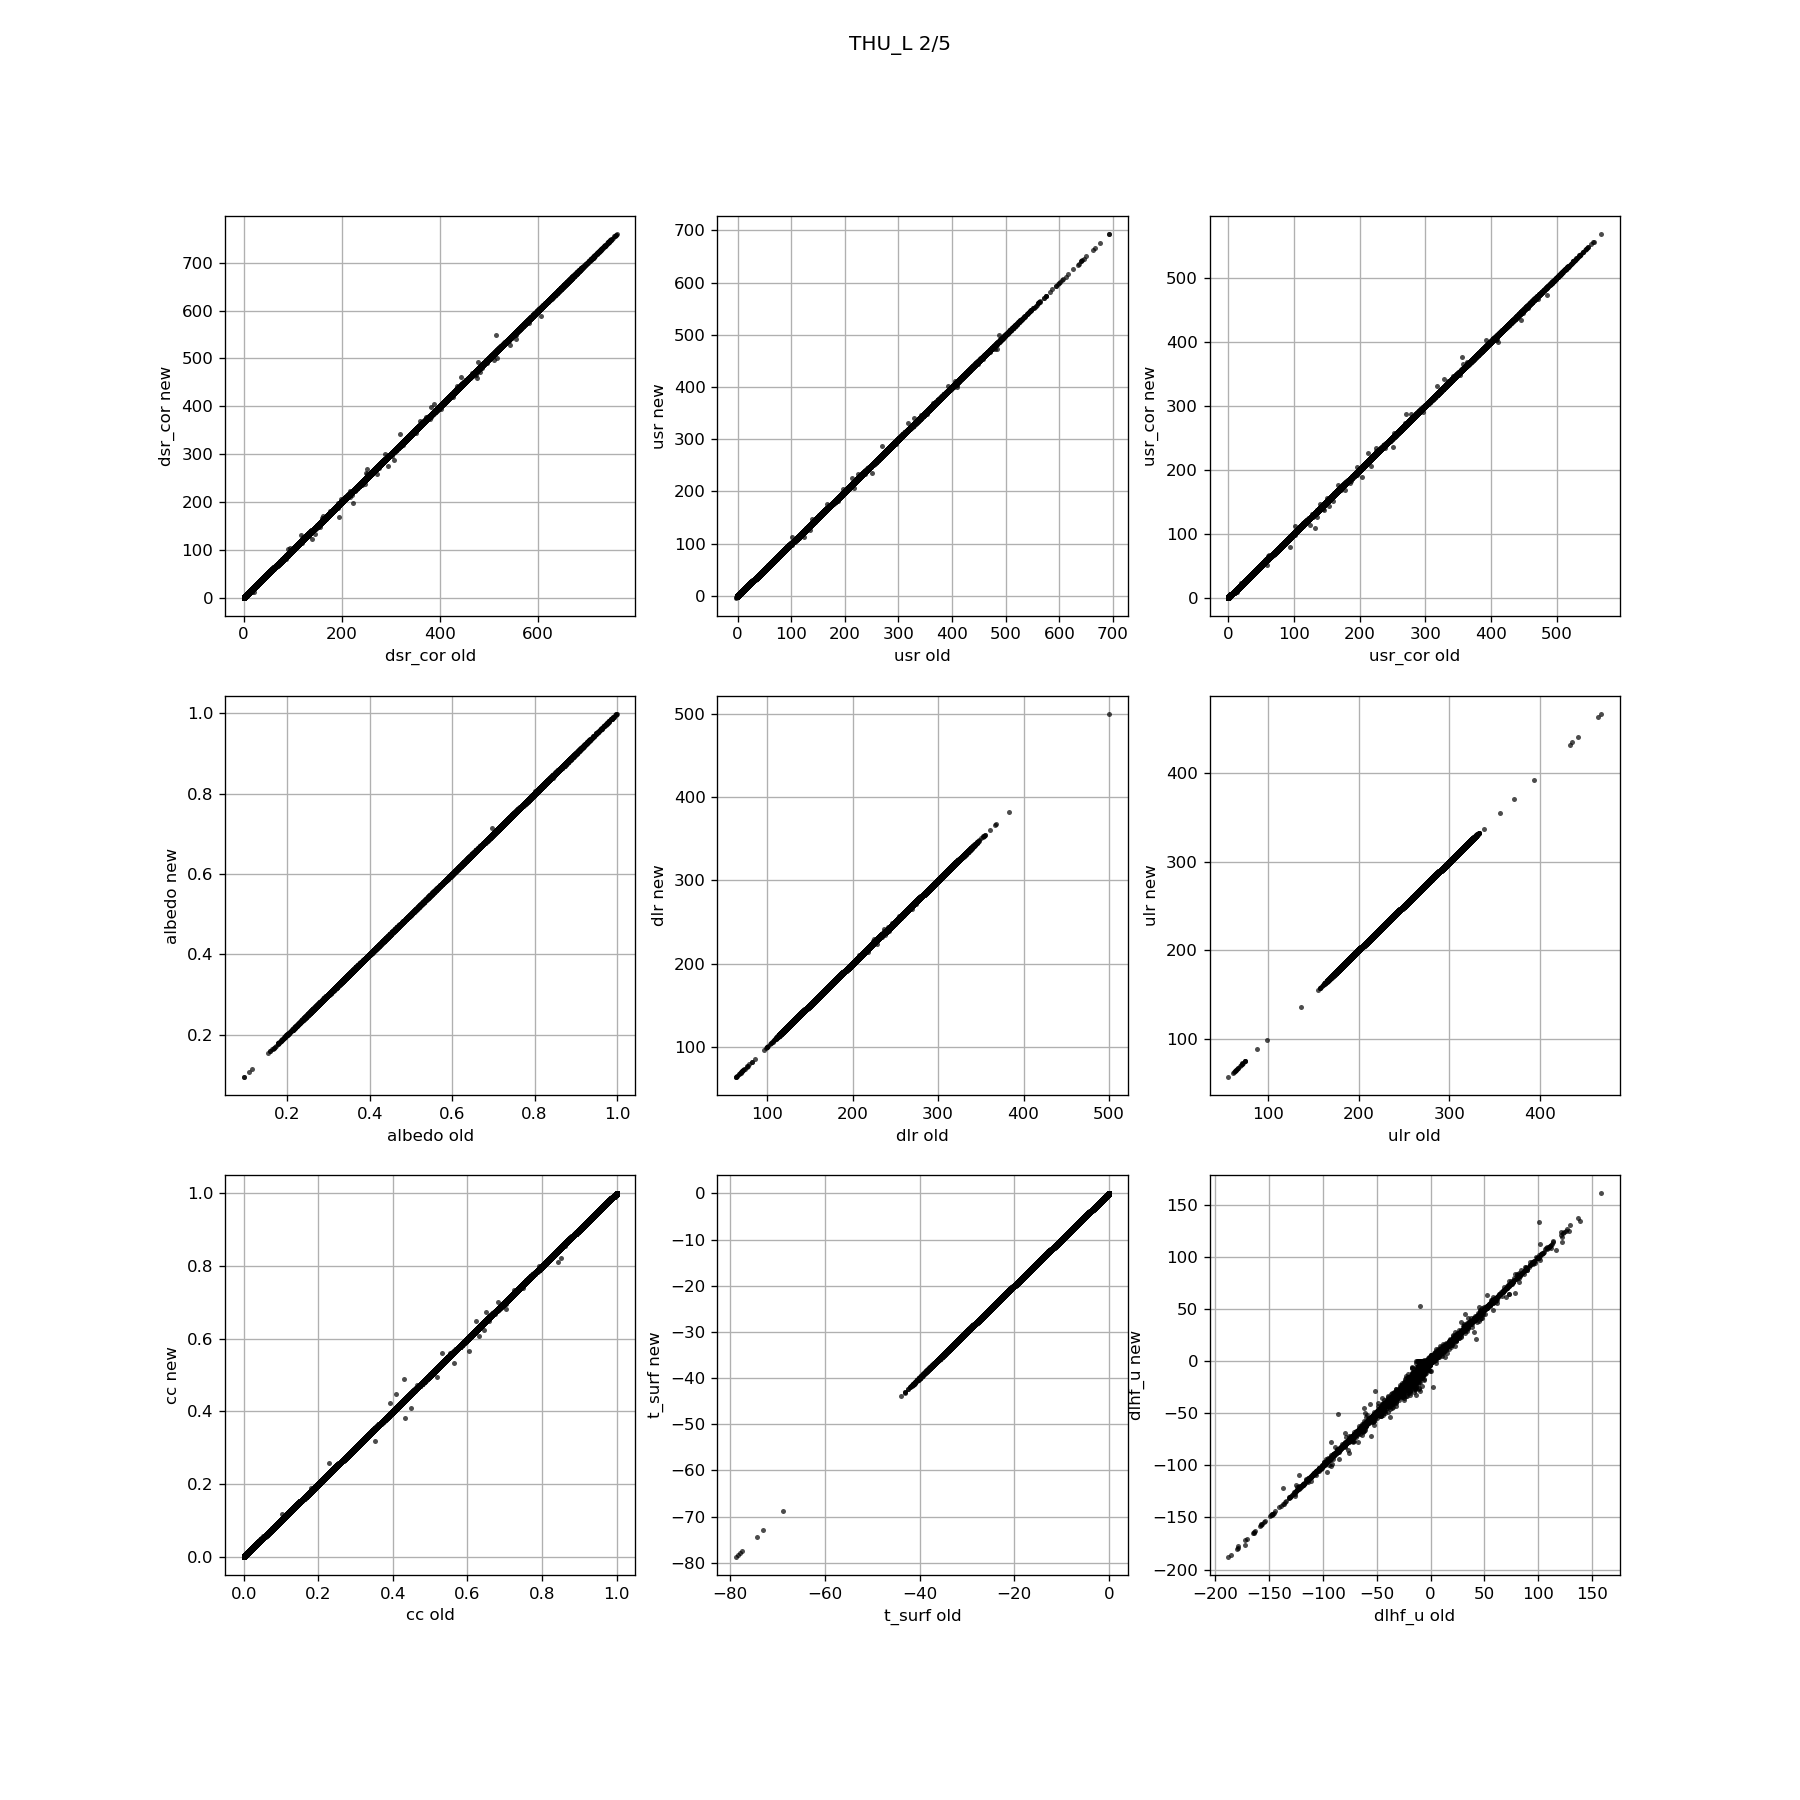 THU_L 2/5
dsr_cor new
700
600
500
400
300
200
100
0
0 200 400 600
dsr_cor old
usr new
700
600
500
400
300
200
100
0
0 100 200 300 400 500 600 700
usr old
usr_cor new
500
400
300
200
100
0
0 100 200 300 400 500
usr_cor old
albedo new
1.0
0.8
0.6
0.4
0.2
0.2 0.4 0.6 0.8 1.0
albedo old
dlr new
500
400
300
200
100
100 200 300 400 500
dlr old
ulr new
400
300
200
100
100 200 300 400
ulr old
cc new
1.0
0.8
0.6
0.4
0.2
0.0
0.0 0.2 0.4 0.6 0.8 1.0
cc old
t_surf new
0
−10
−20
−30
−40
−50
−60
−70
−80
−80 −60 −40 −20 0
t_surf old
dlhf_u new
150
100
50
0
−50
−100
−150
−200
−200 −150 −100 −50 0 50 100 150
dlhf_u old